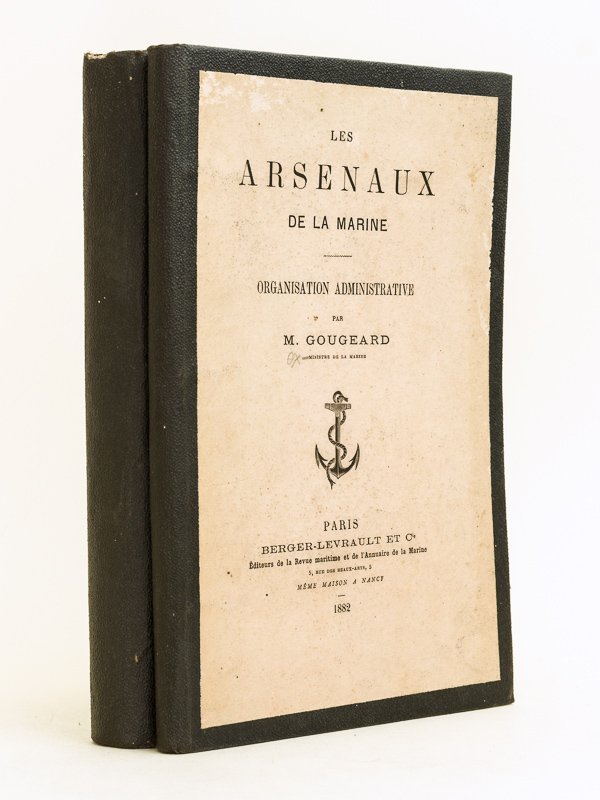 LES
ARSENAUX
DE LA MARINE
ORGANISATION ADMINISTRATIVE
PAR
M. GOUGEARD
ex-MINISTRE DE LA MARINE
PARIS
BERGER-LEVRAULT ET Cie
Éditeurs de la Revue maritime et de l'Annuaire de la Marine
5, RUE DES BEAUX-ARTS, 5
MÊME MAISON A NANCY
1882